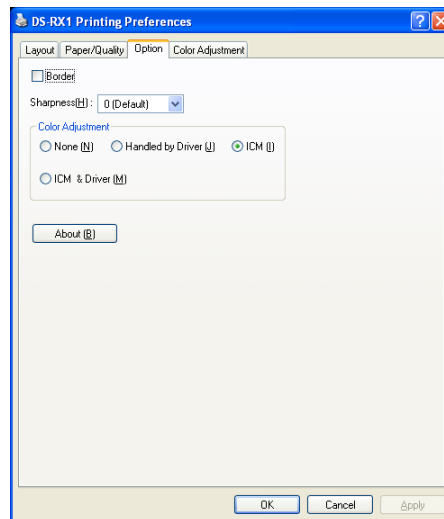 DS-RX1 Printing Preferences
Layout Paper/Quality Option Color Adjustment
Border
Sharpness(H) : 0 (Default)
Color Adjustment
None (N) Handled by Driver (J) ICM (I)
ICM & Driver (M)
About (B)
OK Cancel Apply